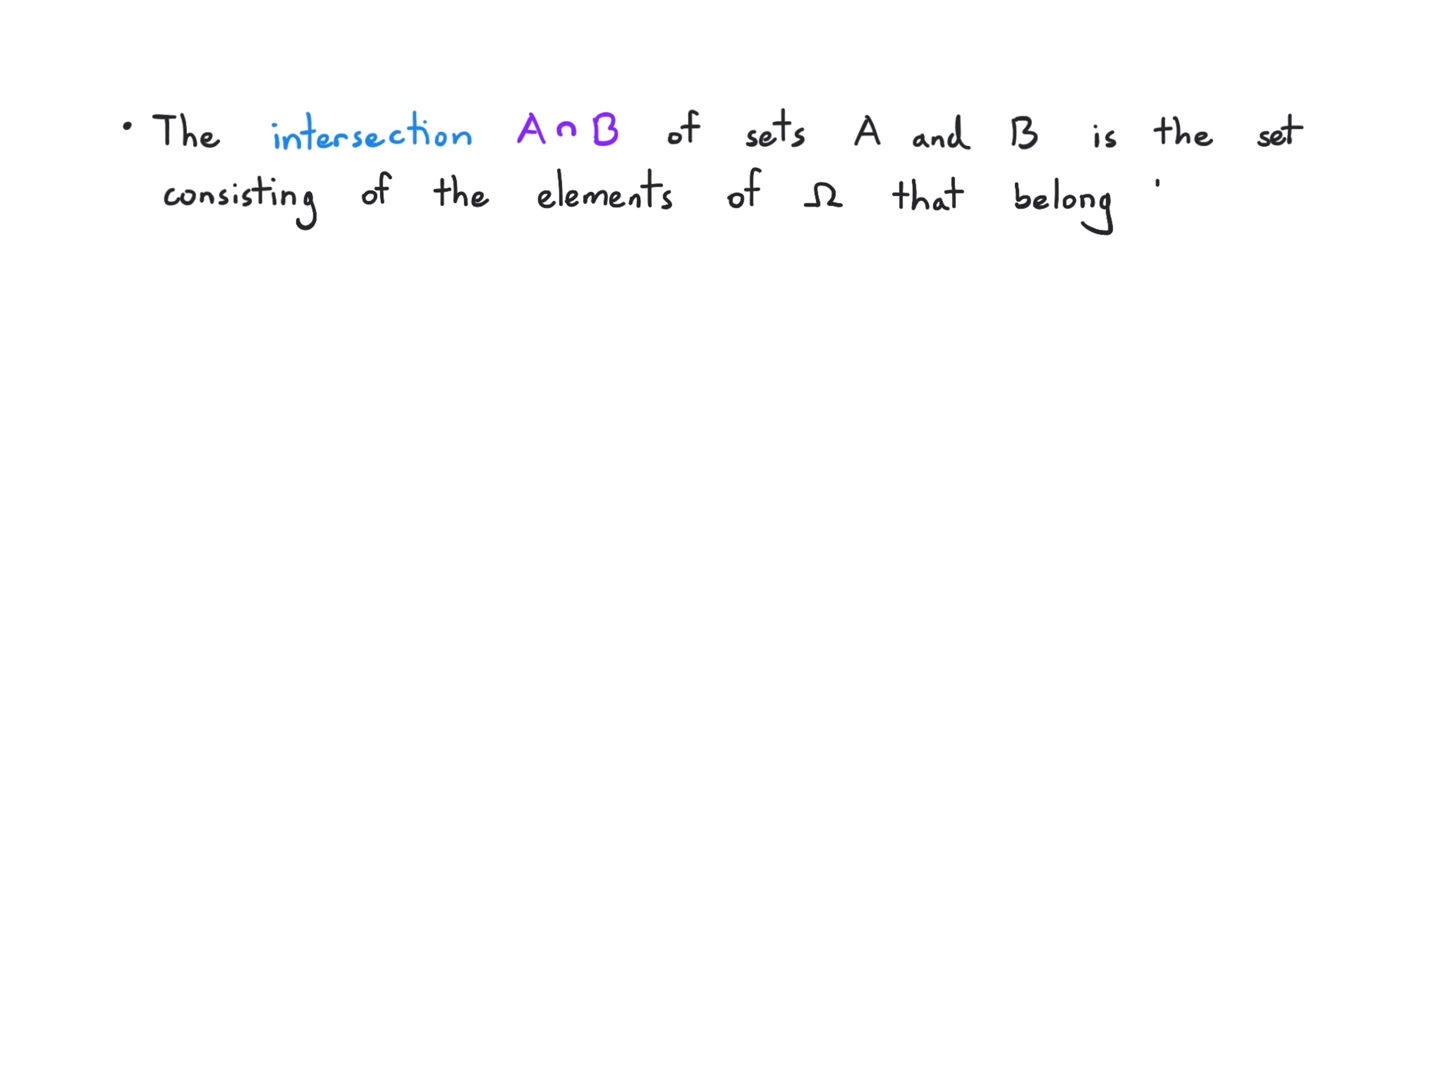 • The intersection A ∩ B of sets A and B is the set
consisting of the elements of Ω that belong